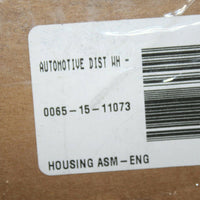 AUTOMOTIVE DIST WH -
0065-15-11073
HOUSING ASM-ENG